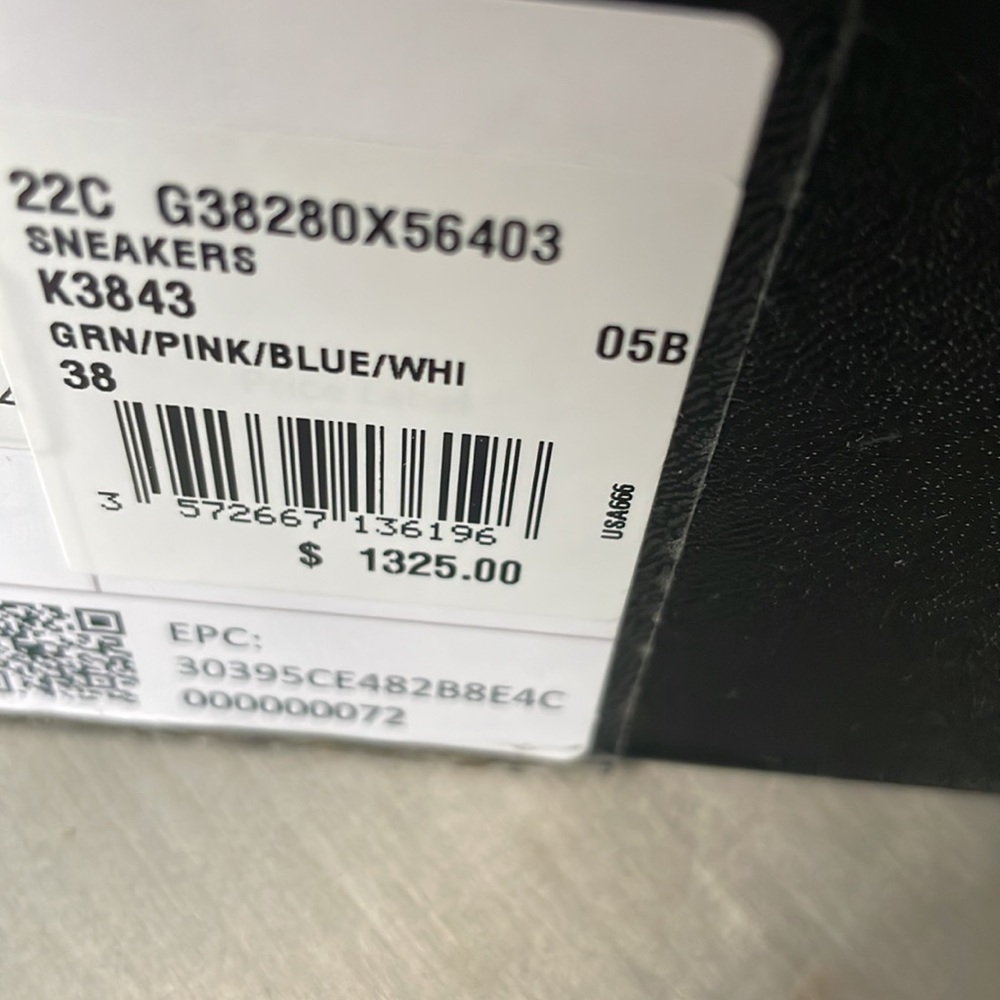 22C G38280X56403
SNEAKERS
K3843
GRN/PINK/BLUE/WHI 05B
38
3 572667 136196
USA666
$ 1325.00
EPC:
30395CE482B8E4C
000000072